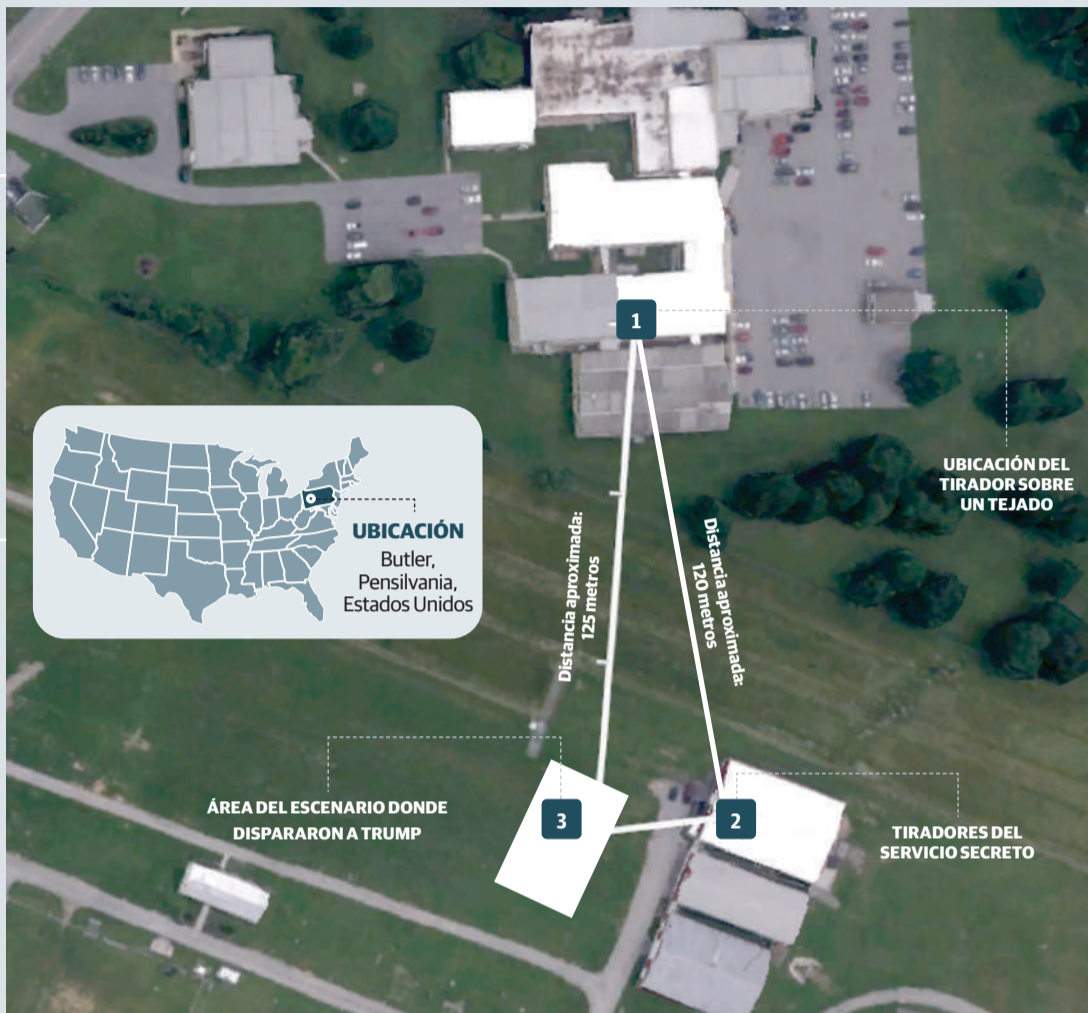 1
UBICACIÓN DEL
TIRADOR SOBRE
UN TEJADO
UBICACIÓN
Butler,
Pensilvania,
Estados Unidos
Distancia aproximada:
125 metros
Distancia aproximada:
120 metros
ÁREA DEL ESCENARIO DONDE
DISPARARON A TRUMP
3
2
TIRADORES DEL
SERVICIO SECRETO